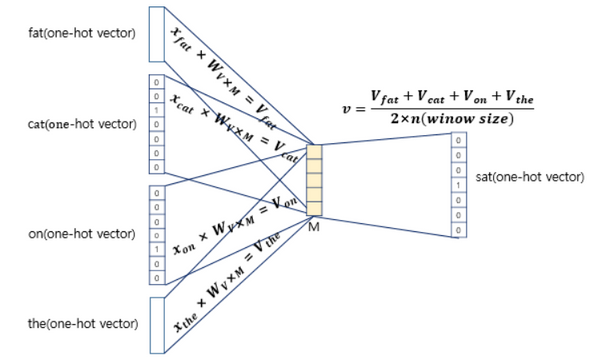 fat(one-hot vector)
x_fat × W_V×M = V_fat
0
0
1
0
0
0
0
cat(one-hot vector)
x_cat × W_V×M = V_cat
v = (V_fat + V_cat + V_on + V_the) / 2×n(winow size)
0
0
0
1
0
0
0
sat(one-hot vector)
0
0
0
0
1
0
0
on(one-hot vector)
x_on × W_V×M = V_on
M
the(one-hot vector)
x_the × W_V×M = V_the